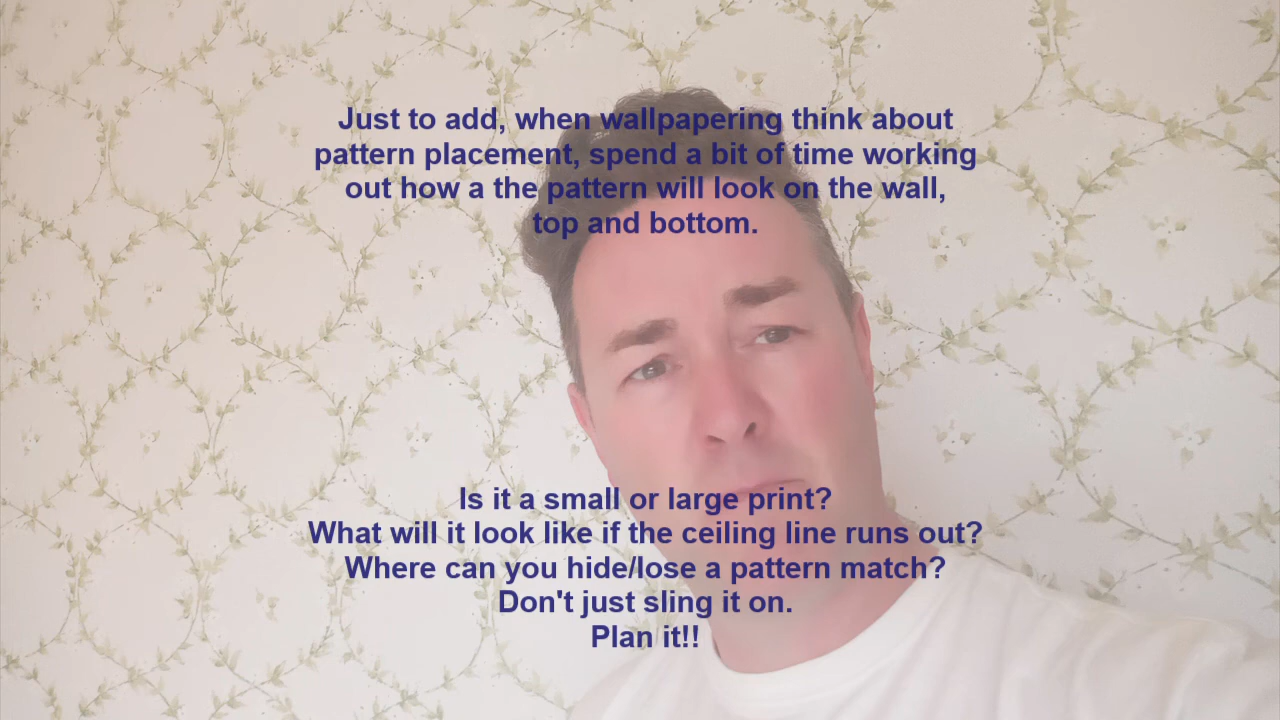 Just to add, when wallpapering think about
pattern placement, spend a bit of time working
out how a the pattern will look on the wall,
top and bottom.
Is it a small or large print?
What will it look like if the ceiling line runs out?
Where can you hide/lose a pattern match?
Don't just sling it on.
Plan it!!